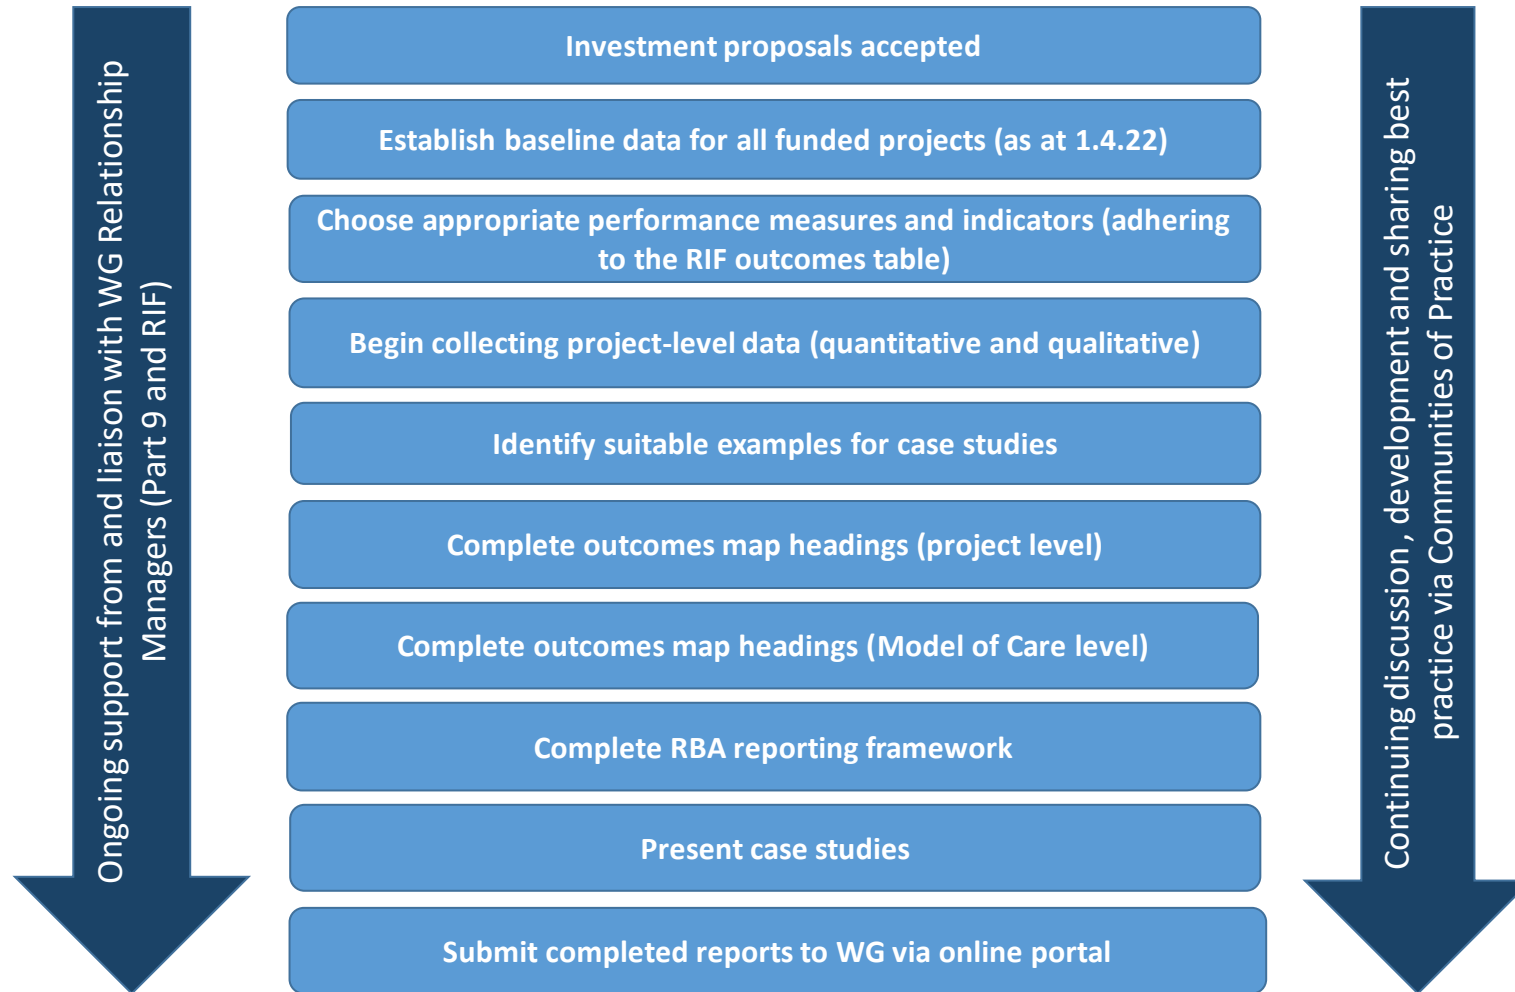 Ongoing support from and liaison with WG Relationship
Managers (Part 9 and RIF)
Investment proposals accepted
Establish baseline data for all funded projects (as at 1.4.22)
Choose appropriate performance measures and indicators (adhering
to the RIF outcomes table)
Begin collecting project-level data (quantitative and qualitative)
Identify suitable examples for case studies
Complete outcomes map headings (project level)
Complete outcomes map headings (Model of Care level)
Complete RBA reporting framework
Present case studies
Submit completed reports to WG via online portal
Continuing discussion , development and sharing best
practice via Communities of Practice